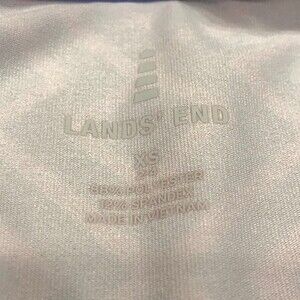 LANDS' END
XS
88% POLYESTER
12% SPANDEX
MADE IN VIETNAM